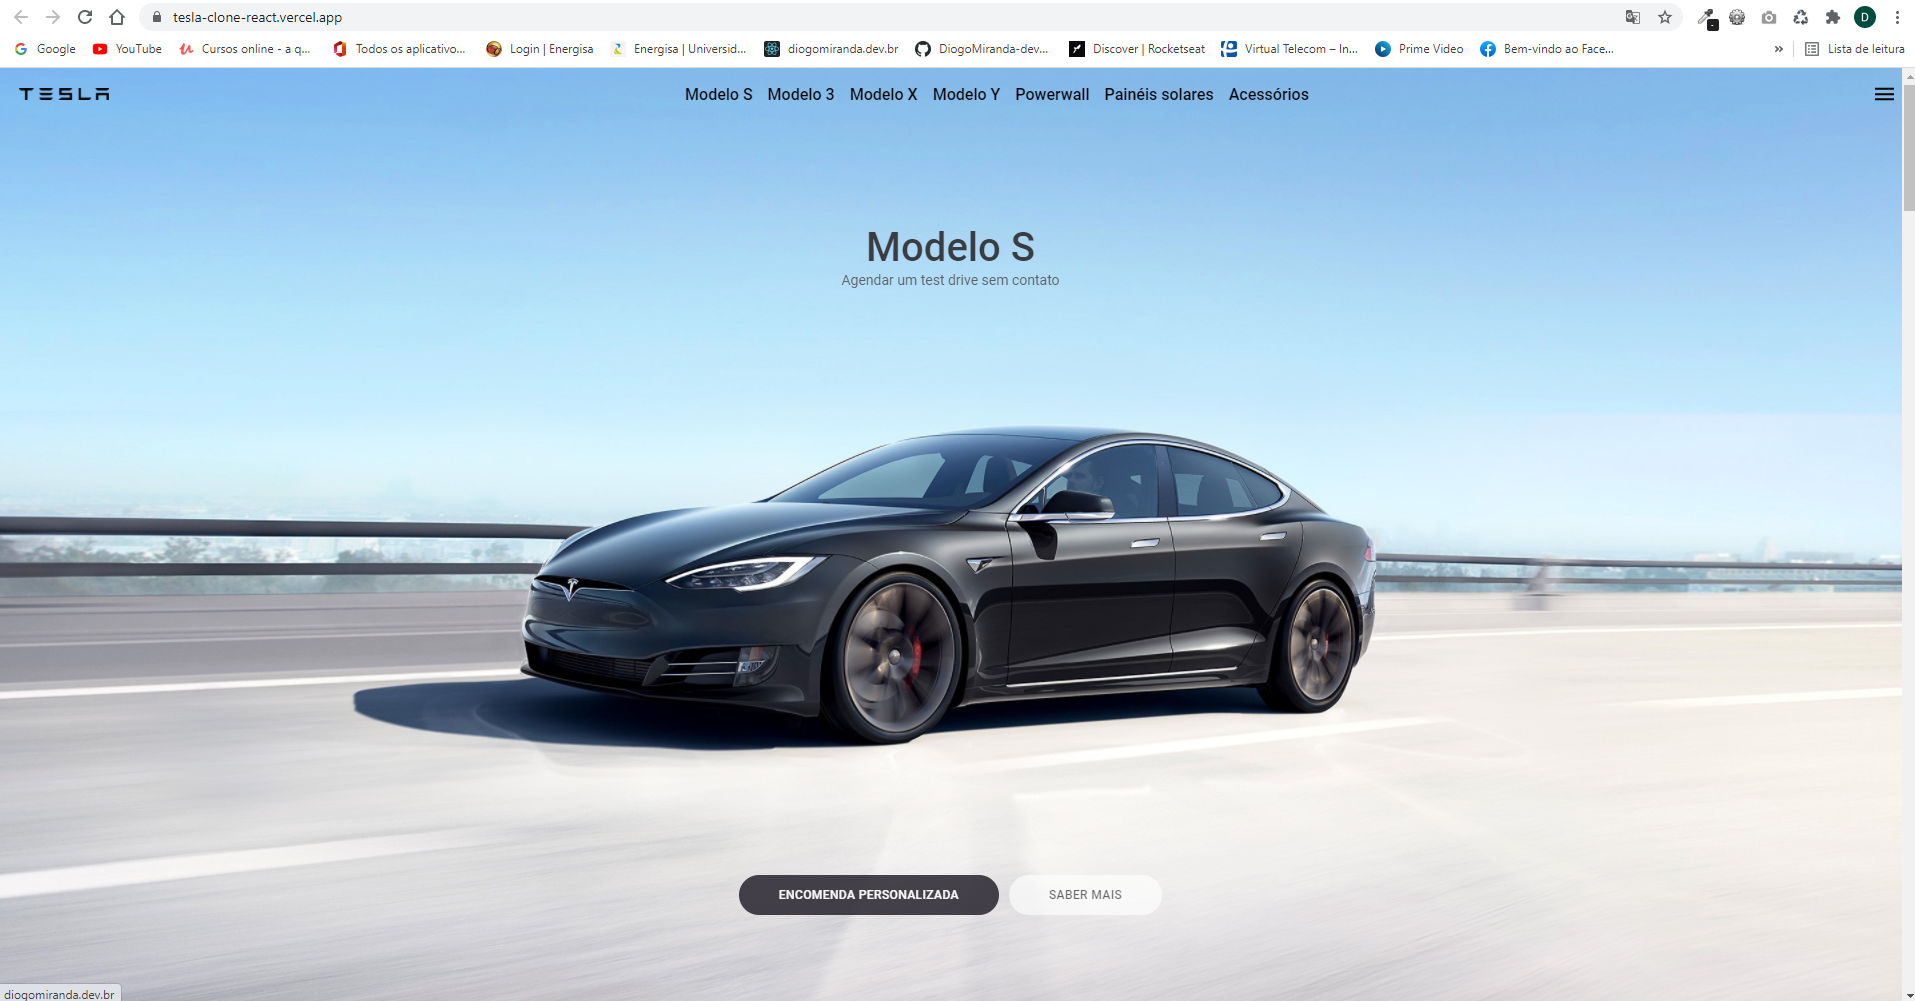 tesla-clone-react.vercel.app
D
Google YouTube Cursos online - a q... Todos os aplicativo... Login | Energisa Energisa | Universid... diogomiranda.dev.br DiogoMiranda-dev... Discover | Rocketseat Virtual Telecom – In... Prime Video Bem-vindo ao Face... » Lista de leitura
TESLA Modelo S Modelo 3 Modelo X Modelo Y Powerwall Painéis solares Acessórios
Modelo S
Agendar um test drive sem contato
ENCOMENDA PERSONALIZADA SABER MAIS
diogomiranda.dev.br